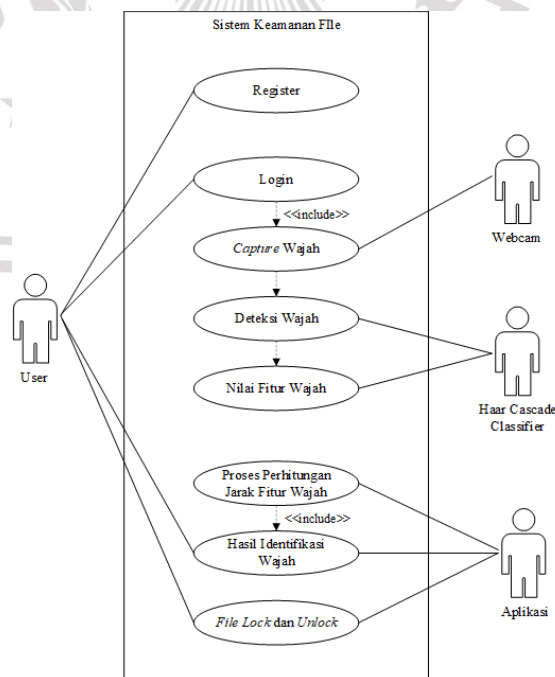 Sistem Keamanan FIle
Register
Login
<<include>>
Capture Wajah
Webcam
Deteksi Wajah
User
Nilai Fitur Wajah
Haar Cascade
Classifier
Proses Perhitungan
Jarak Fitur Wajah
<<include>>
Hasil Identifikasi
Wajah
Aplikasi
File Lock dan Unlock